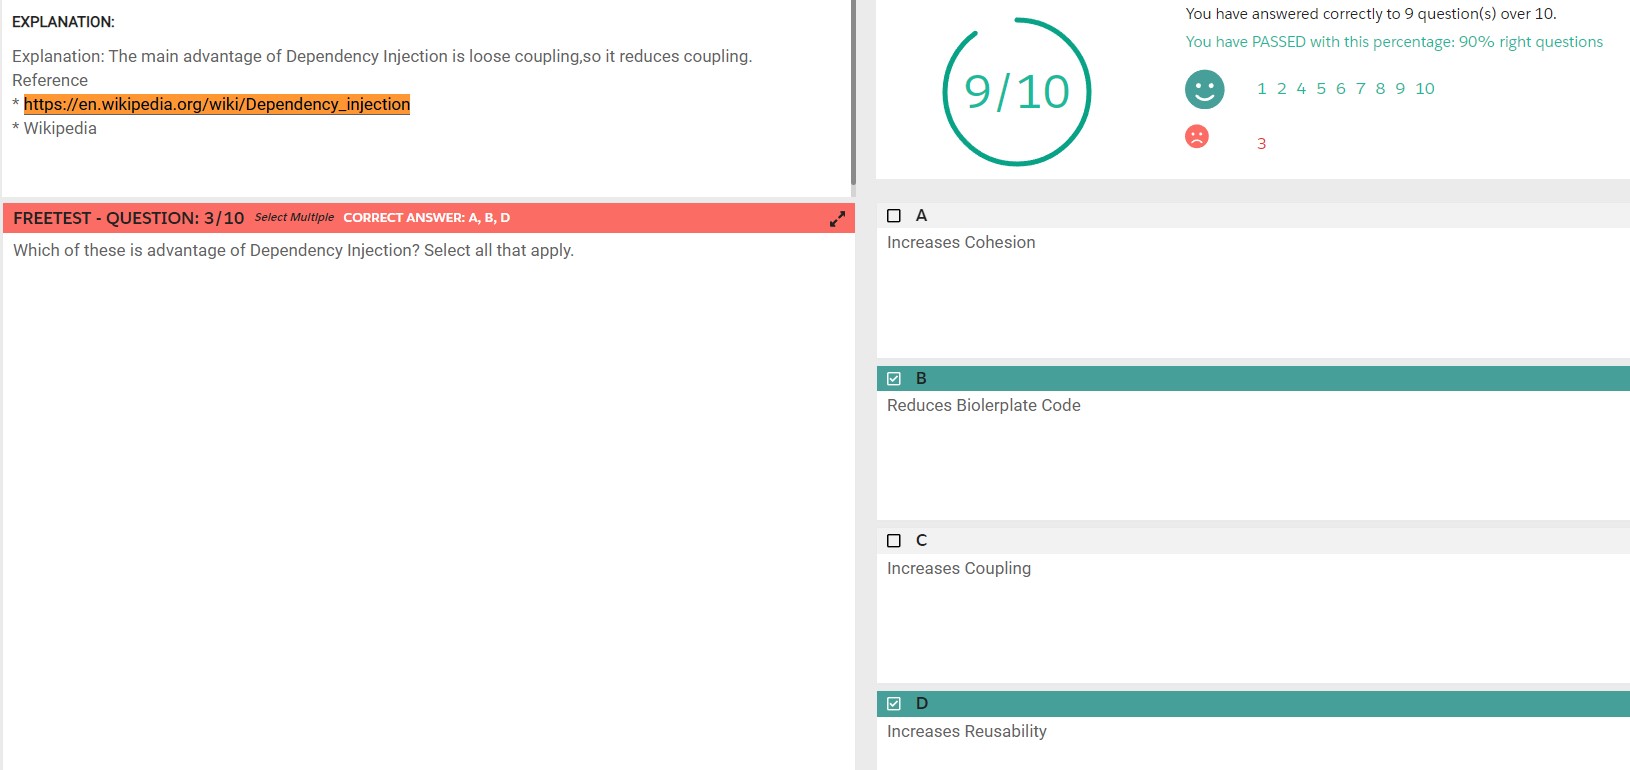 EXPLANATION:
Explanation: The main advantage of Dependency Injection is loose coupling,so it reduces coupling.
Reference
* https://en.wikipedia.org/wiki/Dependency_injection
* Wikipedia
9/10
You have answered correctly to 9 question(s) over 10.
You have PASSED with this percentage: 90% right questions
1 2 4 5 6 7 8 9 10
3
FREETEST - QUESTION: 3/10 Select Multiple CORRECT ANSWER: A, B, D
Which of these is advantage of Dependency Injection? Select all that apply.
A
Increases Cohesion
B
Reduces Biolerplate Code
C
Increases Coupling
D
Increases Reusability